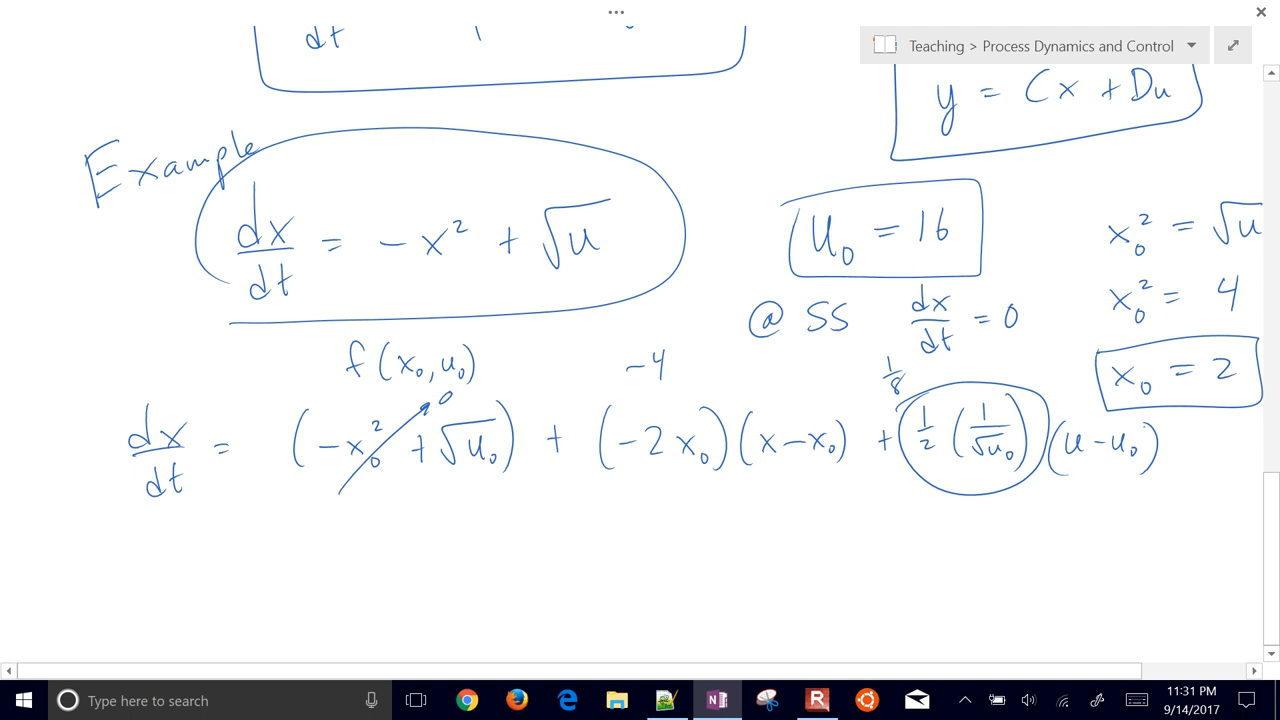 dt
Teaching > Process Dynamics and Control
y = Cx + Du
Example
dx/dt = -x² + √u
u₀ = 16
x₀² = √u
@ SS dx/dt = 0
x₀² = 4
x₀ = 2
f(x₀, u₀)
-4
1/8
0
dx/dt = (-x₀² + √u₀) + (-2x₀)(x-x₀) + 1/2 (1/√u₀)(u-u₀)
Type here to search
11:31 PM
9/14/2017